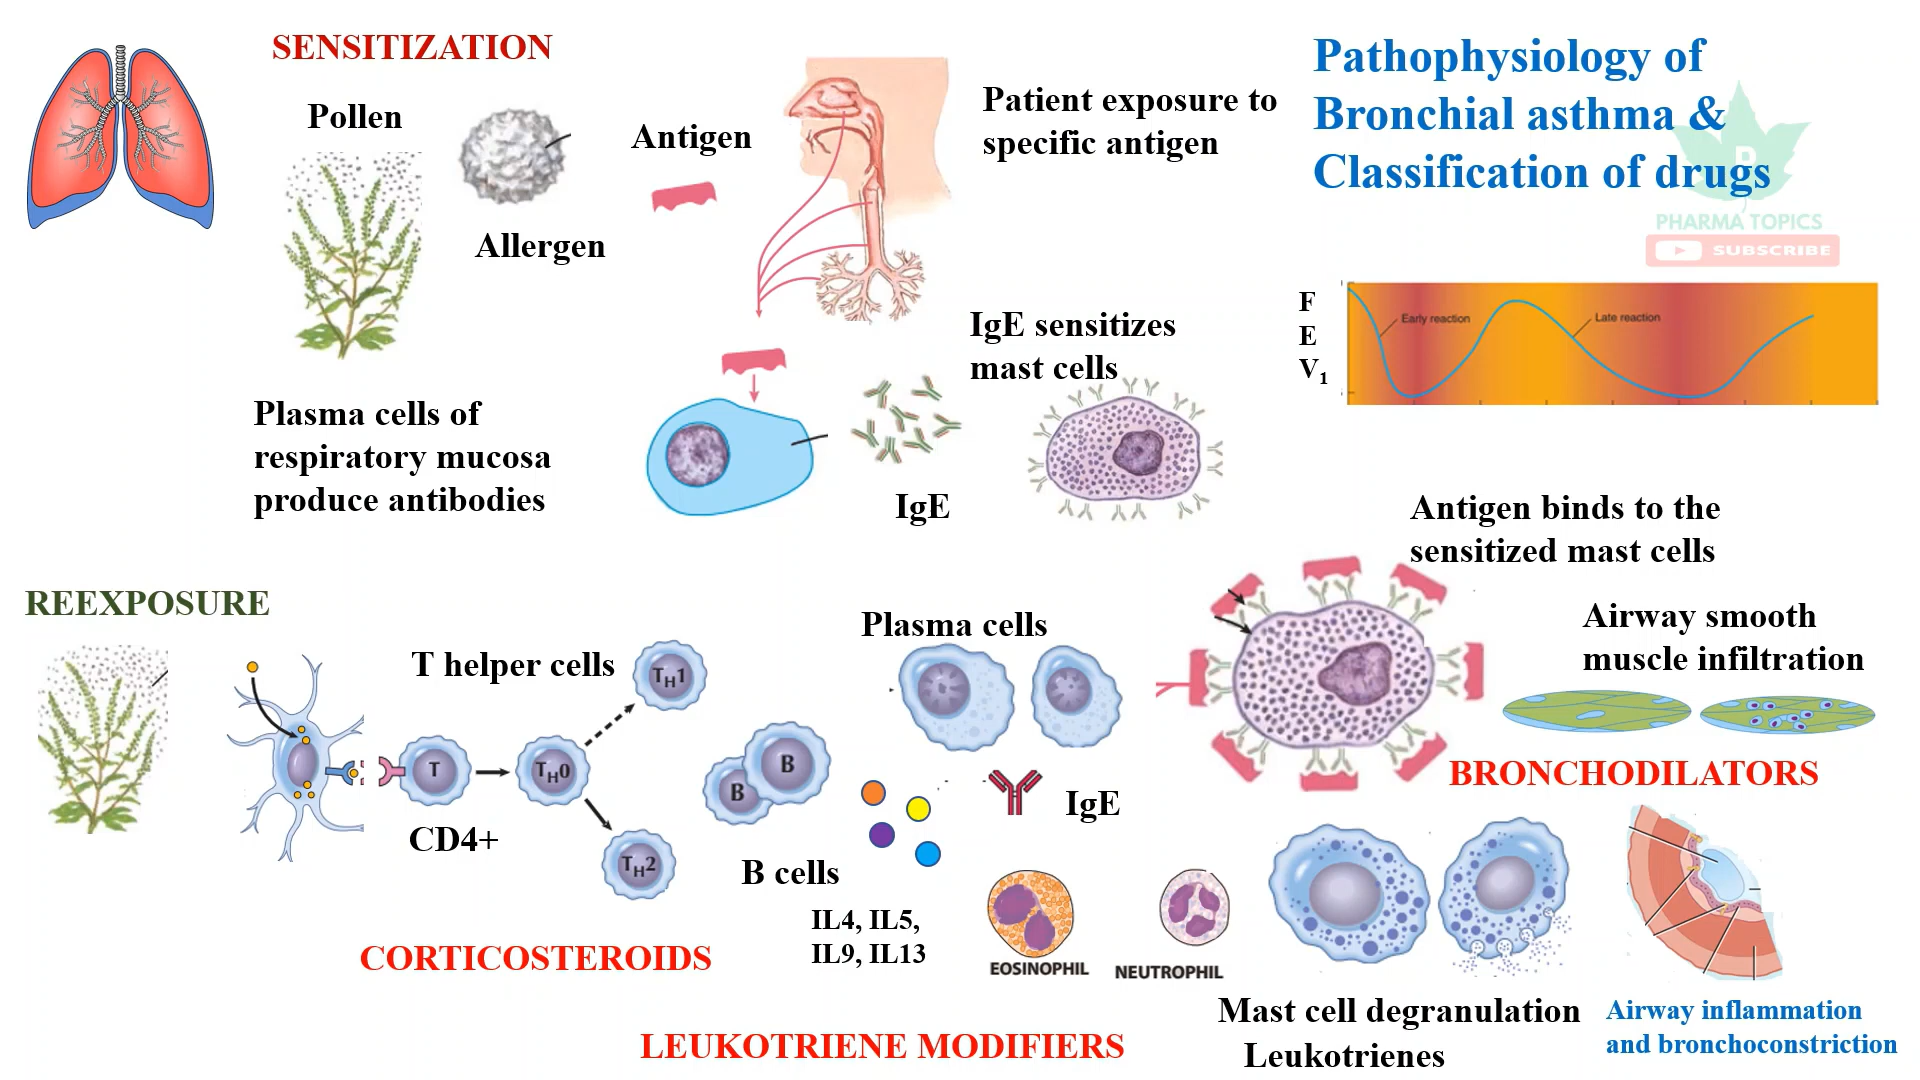 SENSITIZATION
Pollen
Allergen
Antigen
Patient exposure to
specific antigen
Pathophysiology of
Bronchial asthma &
Classification of drugs
P
PHARMA TOPICS
SUBSCRIBE
F
E
V1
Early reaction
Late reaction
IgE sensitizes
mast cells
Plasma cells of
respiratory mucosa
produce antibodies
IgE
Antigen binds to the
sensitized mast cells
REEXPOSURE
T helper cells
TH1
T
TH0
TH2
CD4+
B
B
B cells
Plasma cells
IgE
IL4, IL5,
IL9, IL13
EOSINOPHIL
NEUTROPHIL
Airway smooth
muscle infiltration
BRONCHODILATORS
CORTICOSTEROIDS
LEUKOTRIENE MODIFIERS
Mast cell degranulation
Leukotrienes
Airway inflammation
and bronchoconstriction